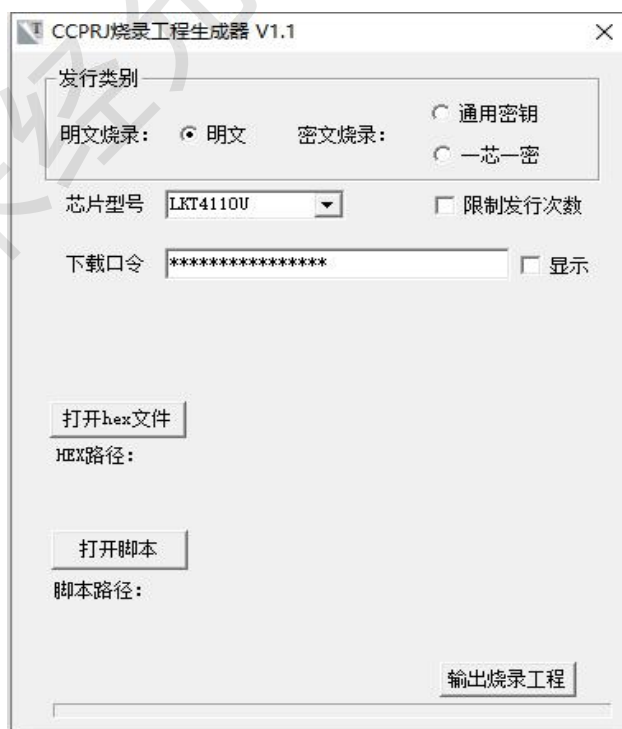 CCPRJ烧录工程生成器 V1.1
发行类别
明文烧录： 明文 密文烧录： 通用密钥
一芯一密
芯片型号 LKT4110U 限制发行次数
下载口令 **************** 显示
打开hex文件
HEX路径：
打开脚本
脚本路径：
输出烧录工程